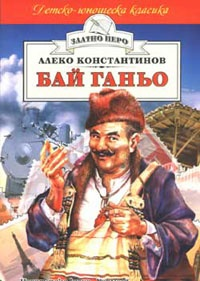 Детско-юношеска класика
ЗЛАТНО ПЕРО
АЛЕКО КОНСТАНТИНОВ
БАЙ ГАНЬО